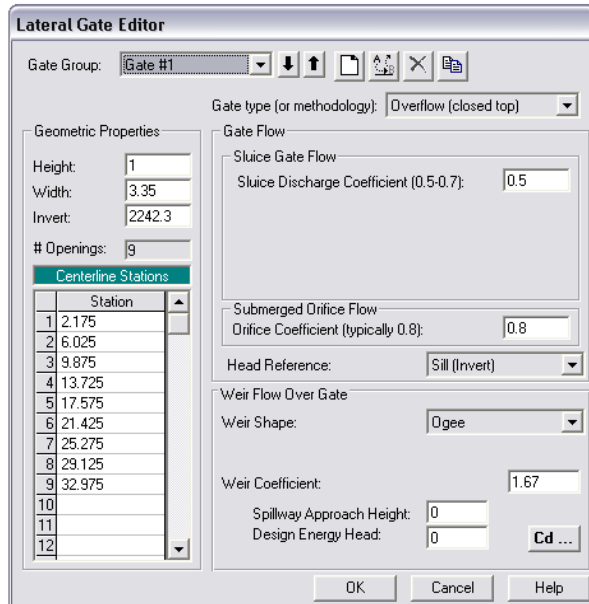 Lateral Gate Editor
Gate Group: Gate #1
Gate type (or methodology): Overflow (closed top)
Geometric Properties
Height: 1
Width: 3.35
Invert: 2242.3
# Openings: 9
Centerline Stations
Station
1 2.175
2 6.025
3 9.875
4 13.725
5 17.575
6 21.425
7 25.275
8 29.125
9 32.975
10
11
12
Gate Flow
Sluice Gate Flow
Sluice Discharge Coefficient (0.5-0.7): 0.5
Submerged Orifice Flow
Orifice Coefficient (typically 0.8): 0.8
Head Reference: Sill (Invert)
Weir Flow Over Gate
Weir Shape: Ogee
Weir Coefficient: 1.67
Spillway Approach Height: 0
Design Energy Head: 0
Cd ...
OK Cancel Help